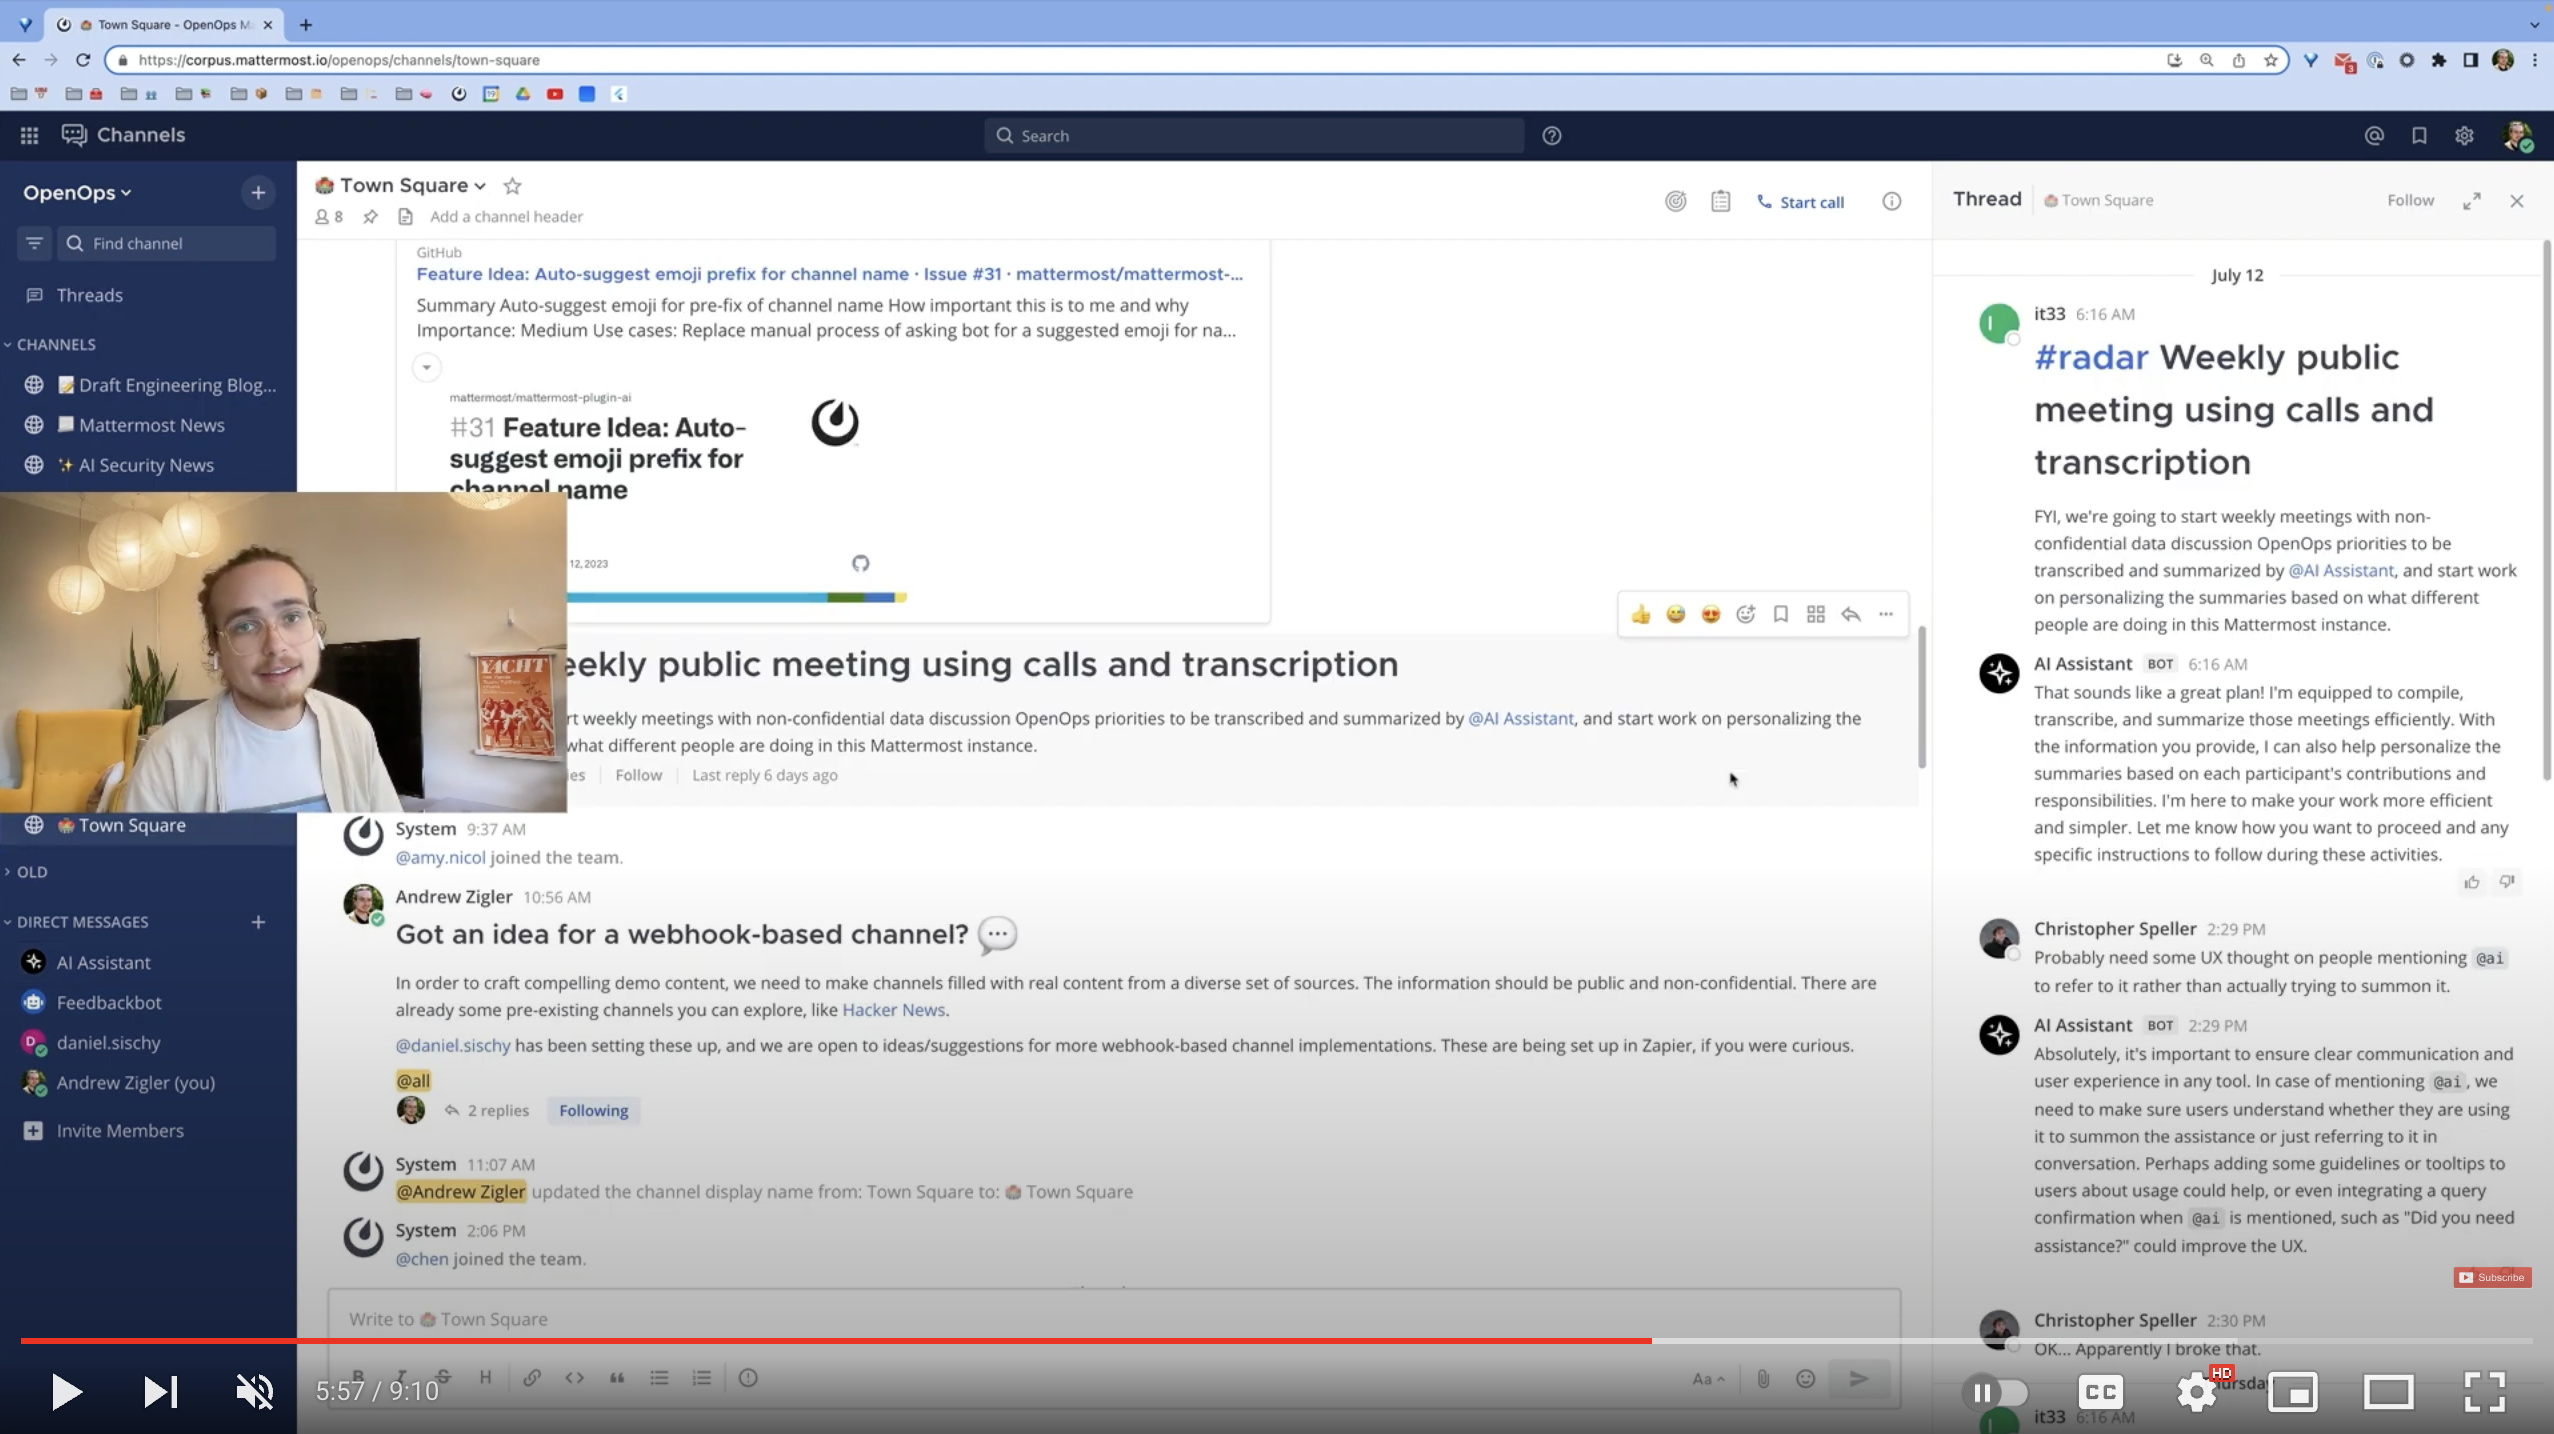 Town Square - OpenOps M
https://corpus.mattermost.io/openops/channels/town-square
Channels
Search
OpenOps
Find channel
Threads
CHANNELS
Draft Engineering Blog...
Mattermost News
AI Security News
Town Square
OLD
DIRECT MESSAGES
AI Assistant
Feedbackbot
daniel.sischy
Andrew Zigler (you)
Invite Members
Town Square
8
Add a channel header
Start call
GitHub
Feature Idea: Auto-suggest emoji prefix for channel name · Issue #31 · mattermost/mattermost-...
Summary Auto-suggest emoji for pre-fix of channel name How important this is to me and why
Importance: Medium Use cases: Replace manual process of asking bot for a suggested emoji for na...
mattermost/mattermost-plugin-ai
#31 Feature Idea: Auto-
suggest emoji prefix for
channel name
12, 2023
YACHT
eekly public meeting using calls and transcription
rt weekly meetings with non-confidential data discussion OpenOps priorities to be transcribed and summarized by @AI Assistant, and start work on personalizing the
what different people are doing in this Mattermost instance.
ies
Follow
Last reply 6 days ago
System 9:37 AM
@amy.nicol joined the team.
Andrew Zigler 10:56 AM
Got an idea for a webhook-based channel?
In order to craft compelling demo content, we need to make channels filled with real content from a diverse set of sources. The information should be public and non-confidential. There are
already some pre-existing channels you can explore, like Hacker News.
@daniel.sischy has been setting these up, and we are open to ideas/suggestions for more webhook-based channel implementations. These are being set up in Zapier, if you were curious.
@all
2 replies
Following
System 11:07 AM
@Andrew Zigler updated the channel display name from: Town Square to: Town Square
System 2:06 PM
@chen joined the team.
Write to Town Square
B I S H
Aa
Thread
Town Square
Follow
July 12
it33 6:16 AM
#radar Weekly public
meeting using calls and
transcription
FYI, we're going to start weekly meetings with non-
confidential data discussion OpenOps priorities to be
transcribed and summarized by @AI Assistant, and start work
on personalizing the summaries based on what different
people are doing in this Mattermost instance.
AI Assistant BOT 6:16 AM
That sounds like a great plan! I'm equipped to compile,
transcribe, and summarize those meetings efficiently. With
the information you provide, I can also help personalize the
summaries based on each participant's contributions and
responsibilities. I'm here to make your work more efficient
and simpler. Let me know how you want to proceed and any
specific instructions to follow during these activities.
Christopher Speller 2:29 PM
Probably need some UX thought on people mentioning @ai
to refer to it rather than actually trying to summon it.
AI Assistant BOT 2:29 PM
Absolutely, it's important to ensure clear communication and
user experience in any tool. In case of mentioning @ai, we
need to make sure users understand whether they are using
it to summon the assistance or just referring to it in
conversation. Perhaps adding some guidelines or tooltips to
users about usage could help, or even integrating a query
confirmation when @ai is mentioned, such as "Did you need
assistance?" could improve the UX.
Subscribe
Christopher Speller 2:30 PM
OK... Apparently I broke that.
it33 6:16 AM
5:57 / 9:10
CC
HD